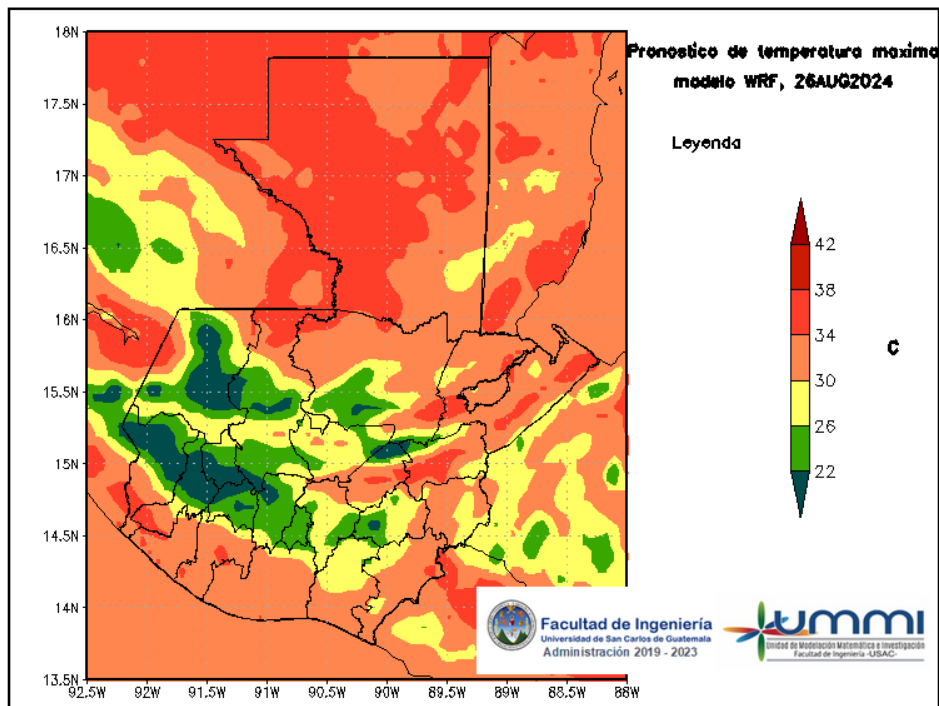 Pronostico de temperatura maxima
modelo WRF, 26AUG2024
Leyenda
18N
17.5N
17N
16.5N
16N
15.5N
15N
14.5N
14N
13.5N
92.5W
92W
91.5W
91W
90.5W
90W
89.5W
89W
88.5W
88W
42
38
34
30
26
22
C
Facultad de Ingeniería
Universidad de San Carlos de Guatemala
Administración 2019 - 2023
ummi
Unidad de Modelación Matemática e Investigación
Facultad de Ingeniería -USAC-